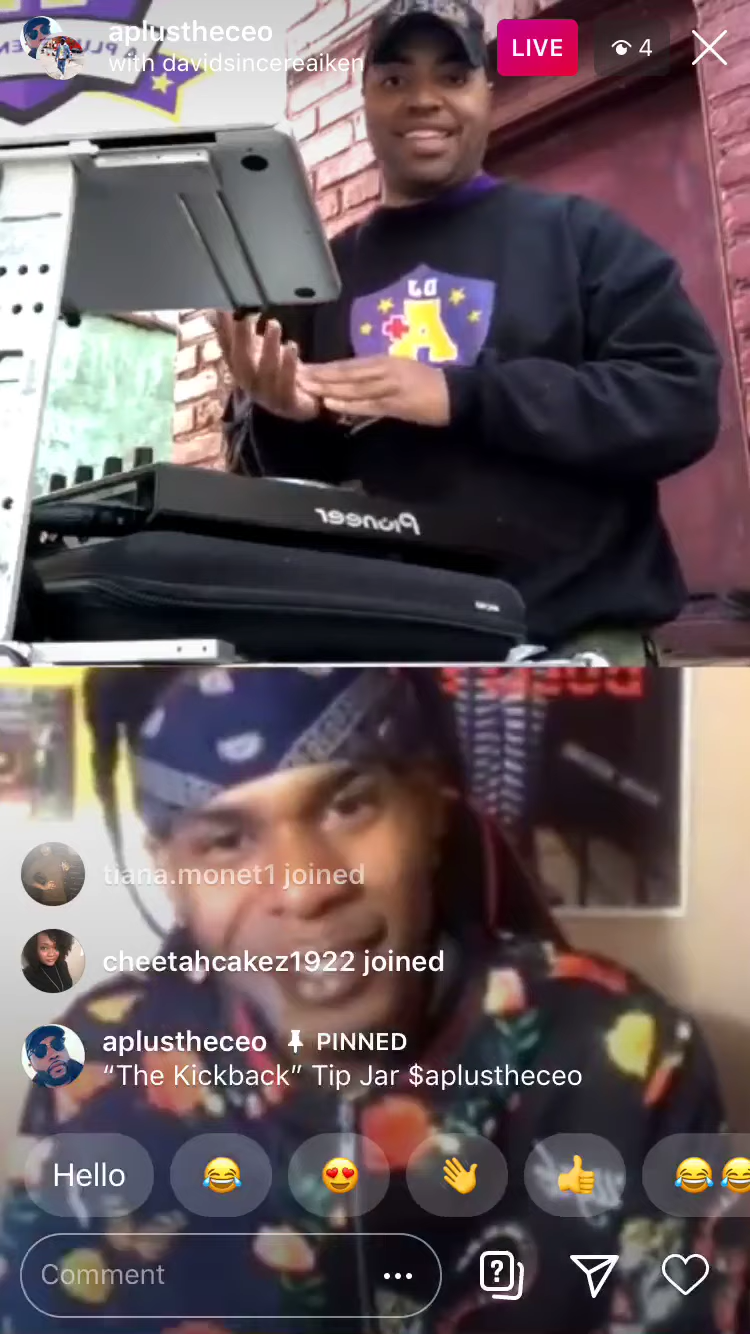 aplustheceo
with davidsincereaiken
LIVE
4
DJ
A+
Pioneer
tiana.monet1 joined
cheetahcakez1922 joined
aplustheceo PINNED
“The Kickback” Tip Jar $aplustheceo
Hello
Comment
?